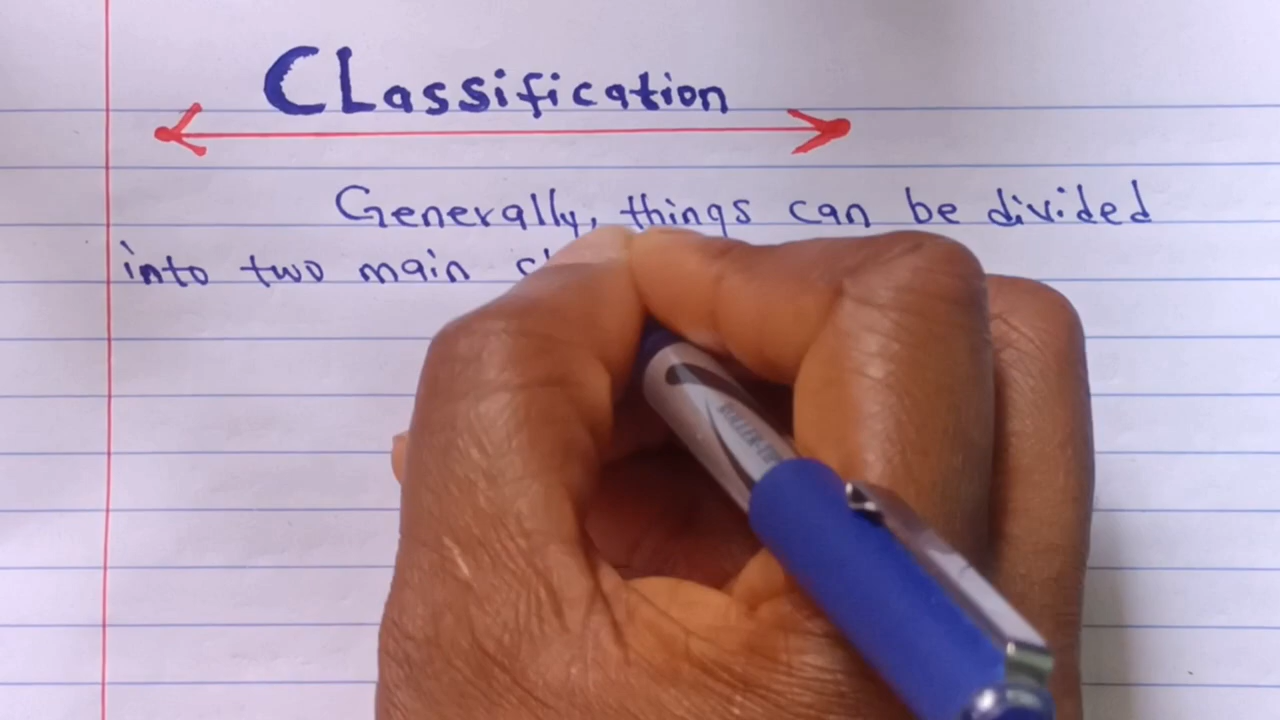 CLassification
Generally, things can be divided
into two main